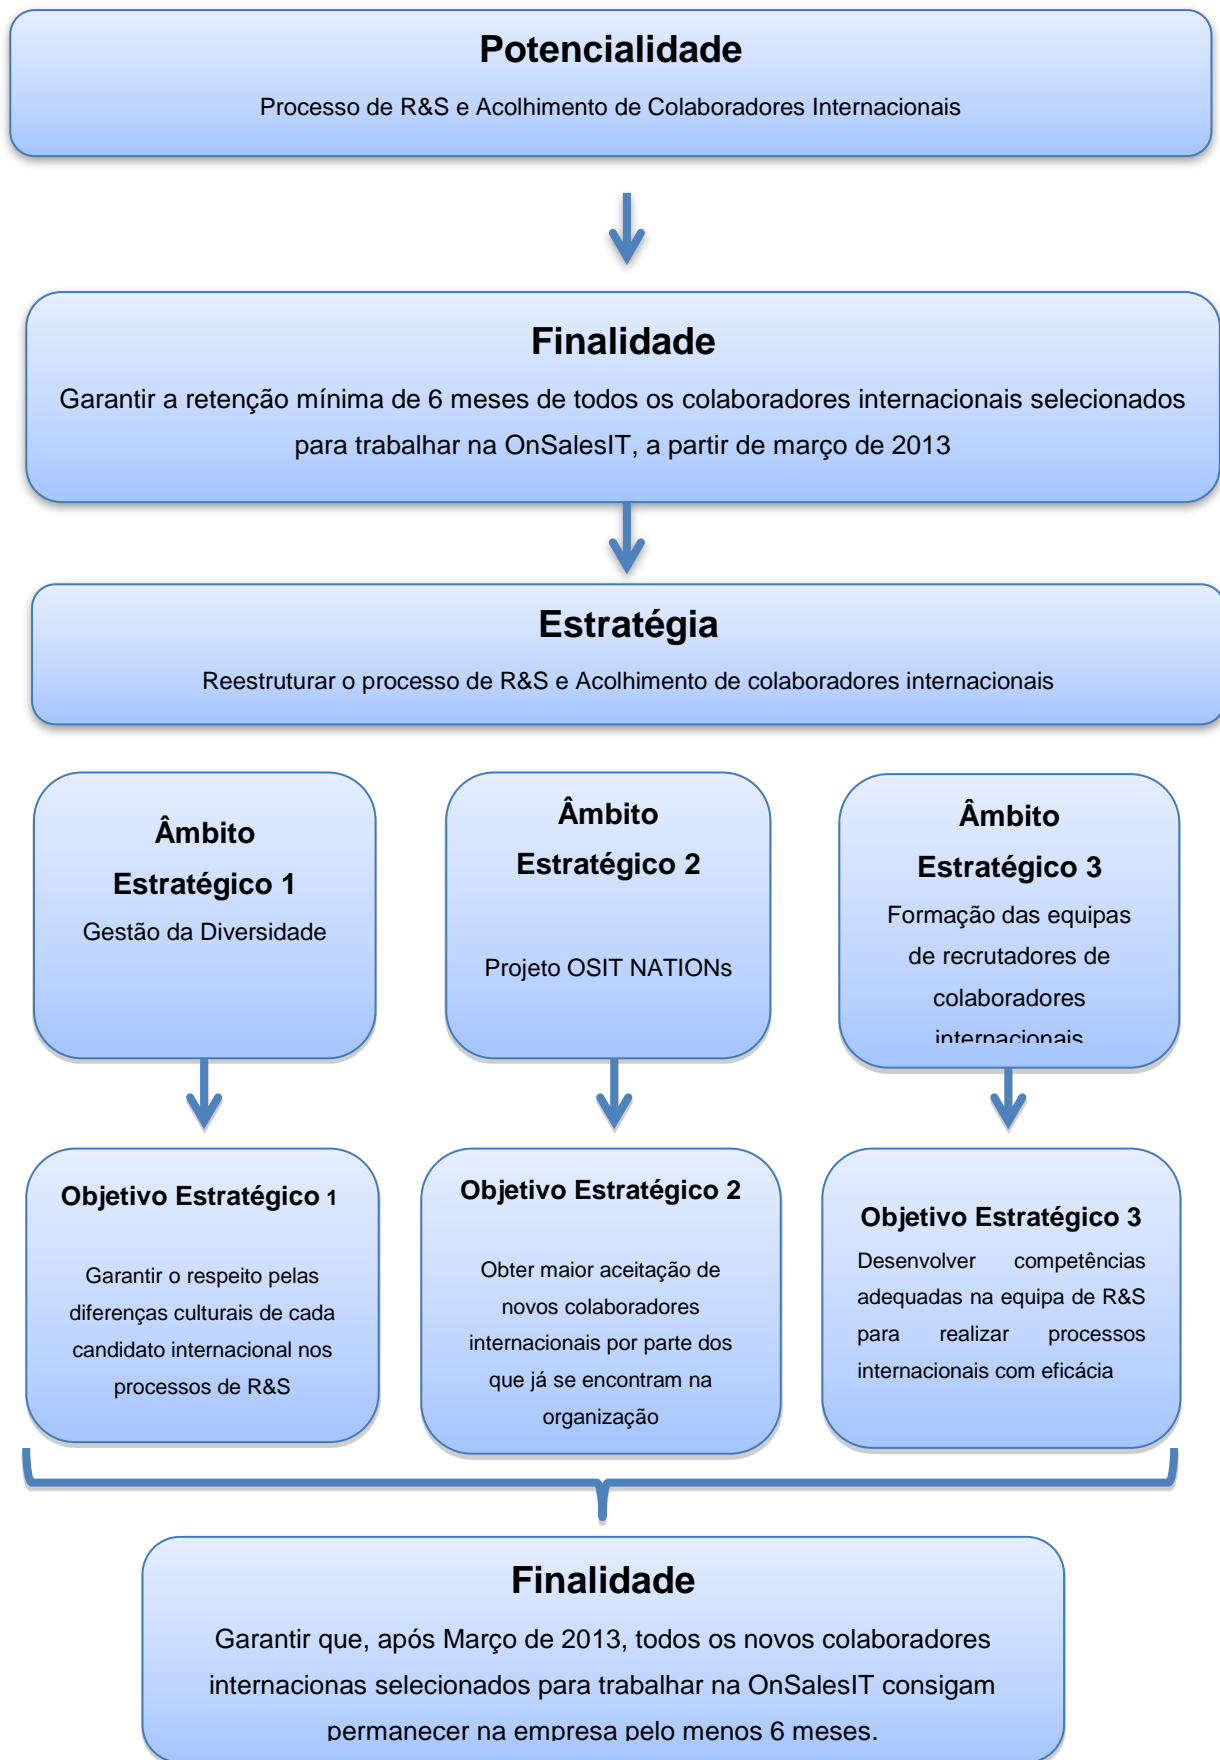 Potencialidade
Processo de R&S e Acolhimento de Colaboradores Internacionais
Finalidade
Garantir a retenção mínima de 6 meses de todos os colaboradores internacionais selecionados
para trabalhar na OnSalesIT, a partir de março de 2013
Estratégia
Reestruturar o processo de R&S e Acolhimento de colaboradores internacionais
Âmbito
Estratégico 1
Gestão da Diversidade
Âmbito
Estratégico 2
Projeto OSIT NATIONs
Âmbito
Estratégico 3
Formação das equipas
de recrutadores de
colaboradores
internacionais
Objetivo Estratégico 1
Garantir o respeito pelas
diferenças culturais de cada
candidato internacional nos
processos de R&S
Objetivo Estratégico 2
Obter maior aceitação de
novos colaboradores
internacionais por parte dos
que já se encontram na
organização
Objetivo Estratégico 3
Desenvolver competências
adequadas na equipa de R&S
para realizar processos
internacionais com eficácia
Finalidade
Garantir que, após Março de 2013, todos os novos colaboradores
internacionas selecionados para trabalhar na OnSalesIT consigam
permanecer na empresa pelo menos 6 meses.